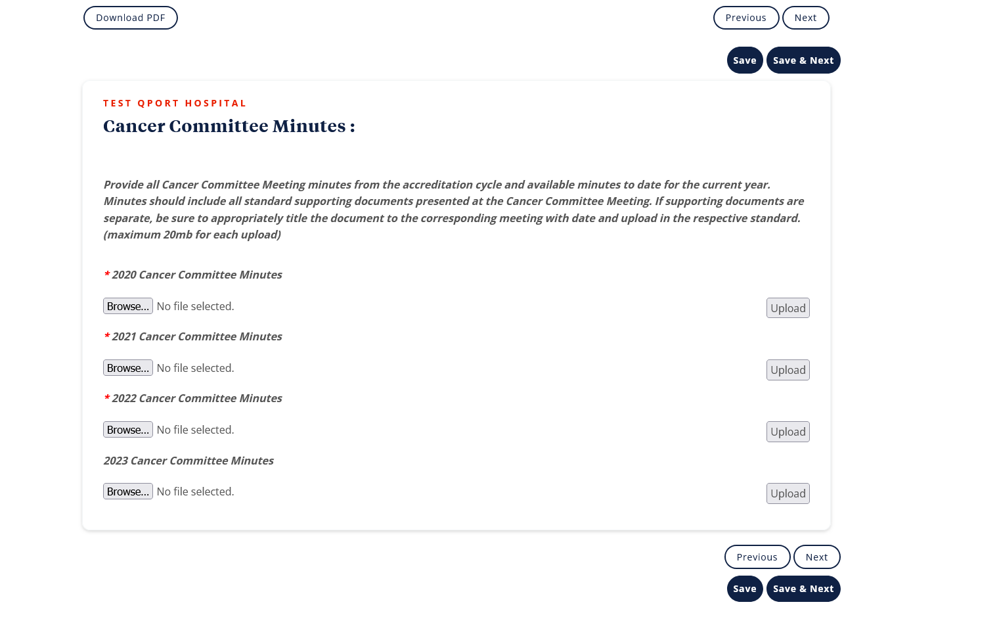 Download PDF
Previous
Next
Save
Save & Next
TEST QPORT HOSPITAL
Cancer Committee Minutes :
Provide all Cancer Committee Meeting minutes from the accreditation cycle and available minutes to date for the current year.
Minutes should include all standard supporting documents presented at the Cancer Committee Meeting. If supporting documents are
separate, be sure to appropriately title the document to the corresponding meeting with date and upload in the respective standard.
(maximum 20mb for each upload)
* 2020 Cancer Committee Minutes
Browse... No file selected.
Upload
* 2021 Cancer Committee Minutes
Browse... No file selected.
Upload
* 2022 Cancer Committee Minutes
Browse... No file selected.
Upload
2023 Cancer Committee Minutes
Browse... No file selected.
Upload
Previous
Next
Save
Save & Next